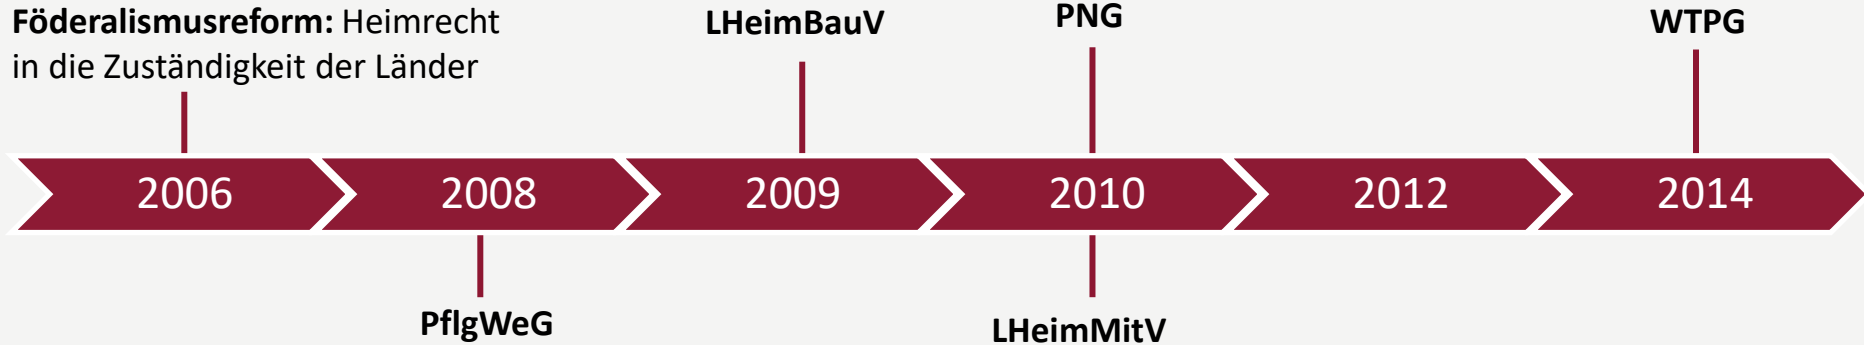 Föderalismusreform: Heimrecht
in die Zuständigkeit der Länder
LHeimBauV
PNG
WTPG
2006
2008
2009
2010
2012
2014
PflgWeG
LHeimMitV